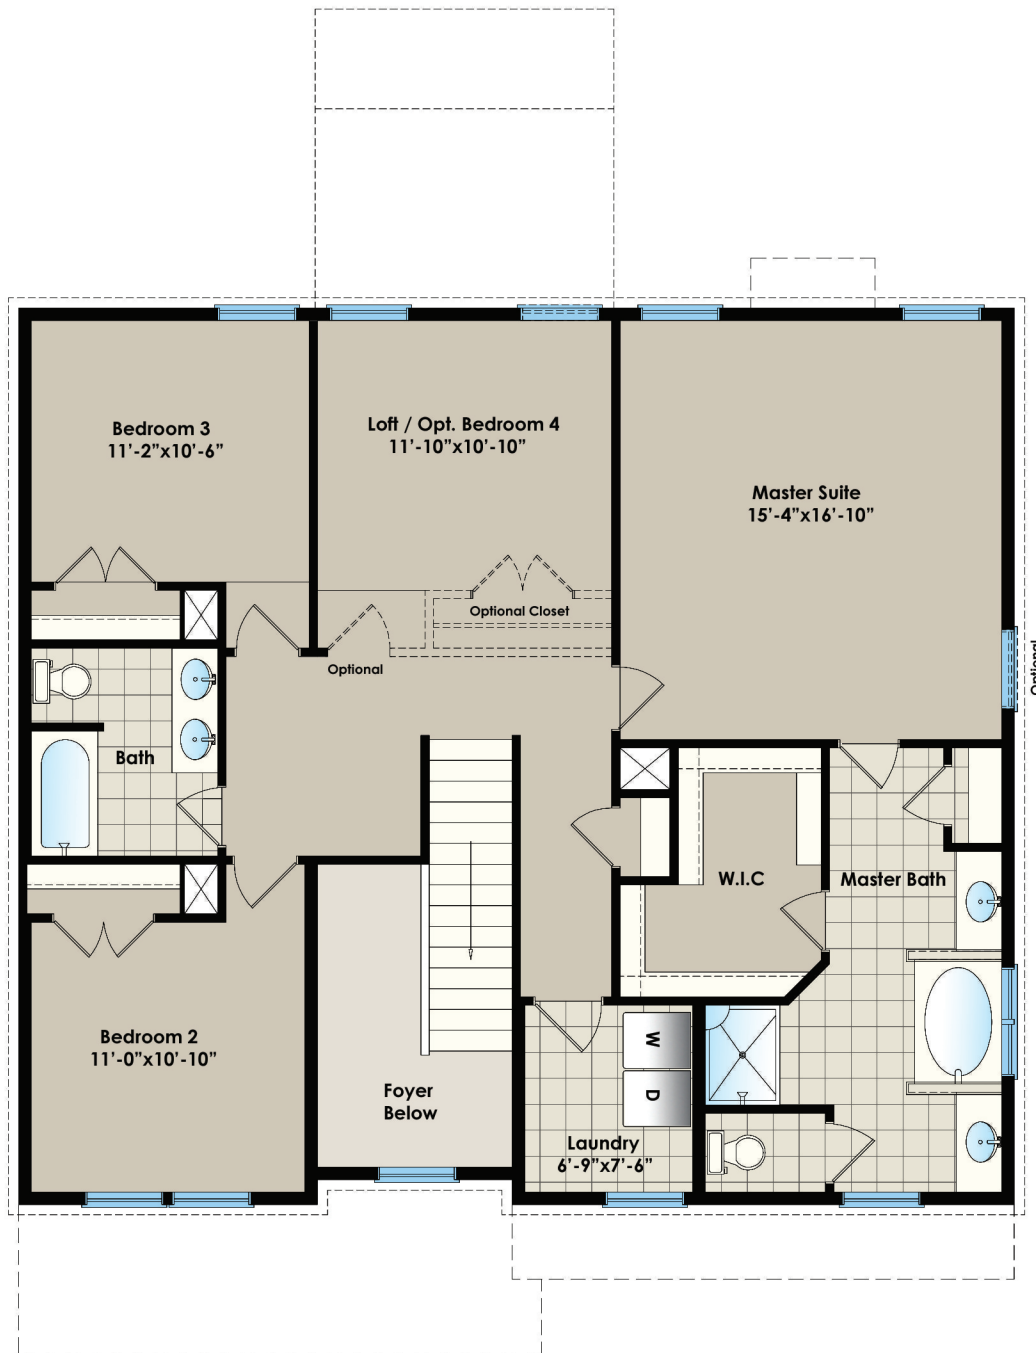 Bedroom 3
11'-2"x10'-6"
Loft / Opt. Bedroom 4
11'-10"x10'-10"
Master Suite
15'-4"x16'-10"
Optional Closet
Optional
Optional
Bath
W.I.C
Master Bath
Bedroom 2
11'-0"x10'-10"
Foyer
Below
W
D
Laundry
6'-9"x7'-6"